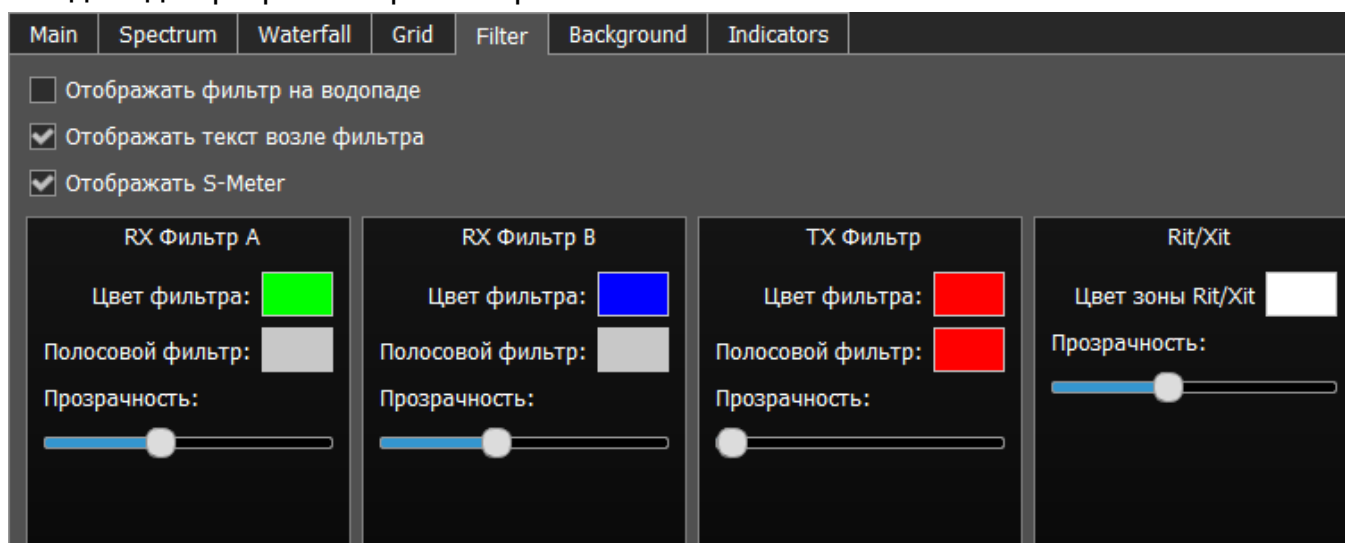 Main Spectrum Waterfall Grid Filter Background Indicators
Отображать фильтр на водопаде
Отображать текст возле фильтра
Отображать S-Meter
RX Фильтр A
Цвет фильтра:
Полосовой фильтр:
Прозрачность:
RX Фильтр B
Цвет фильтра:
Полосовой фильтр:
Прозрачность:
TX Фильтр
Цвет фильтра:
Полосовой фильтр:
Прозрачность:
Rit/Xit
Цвет зоны Rit/Xit
Прозрачность: